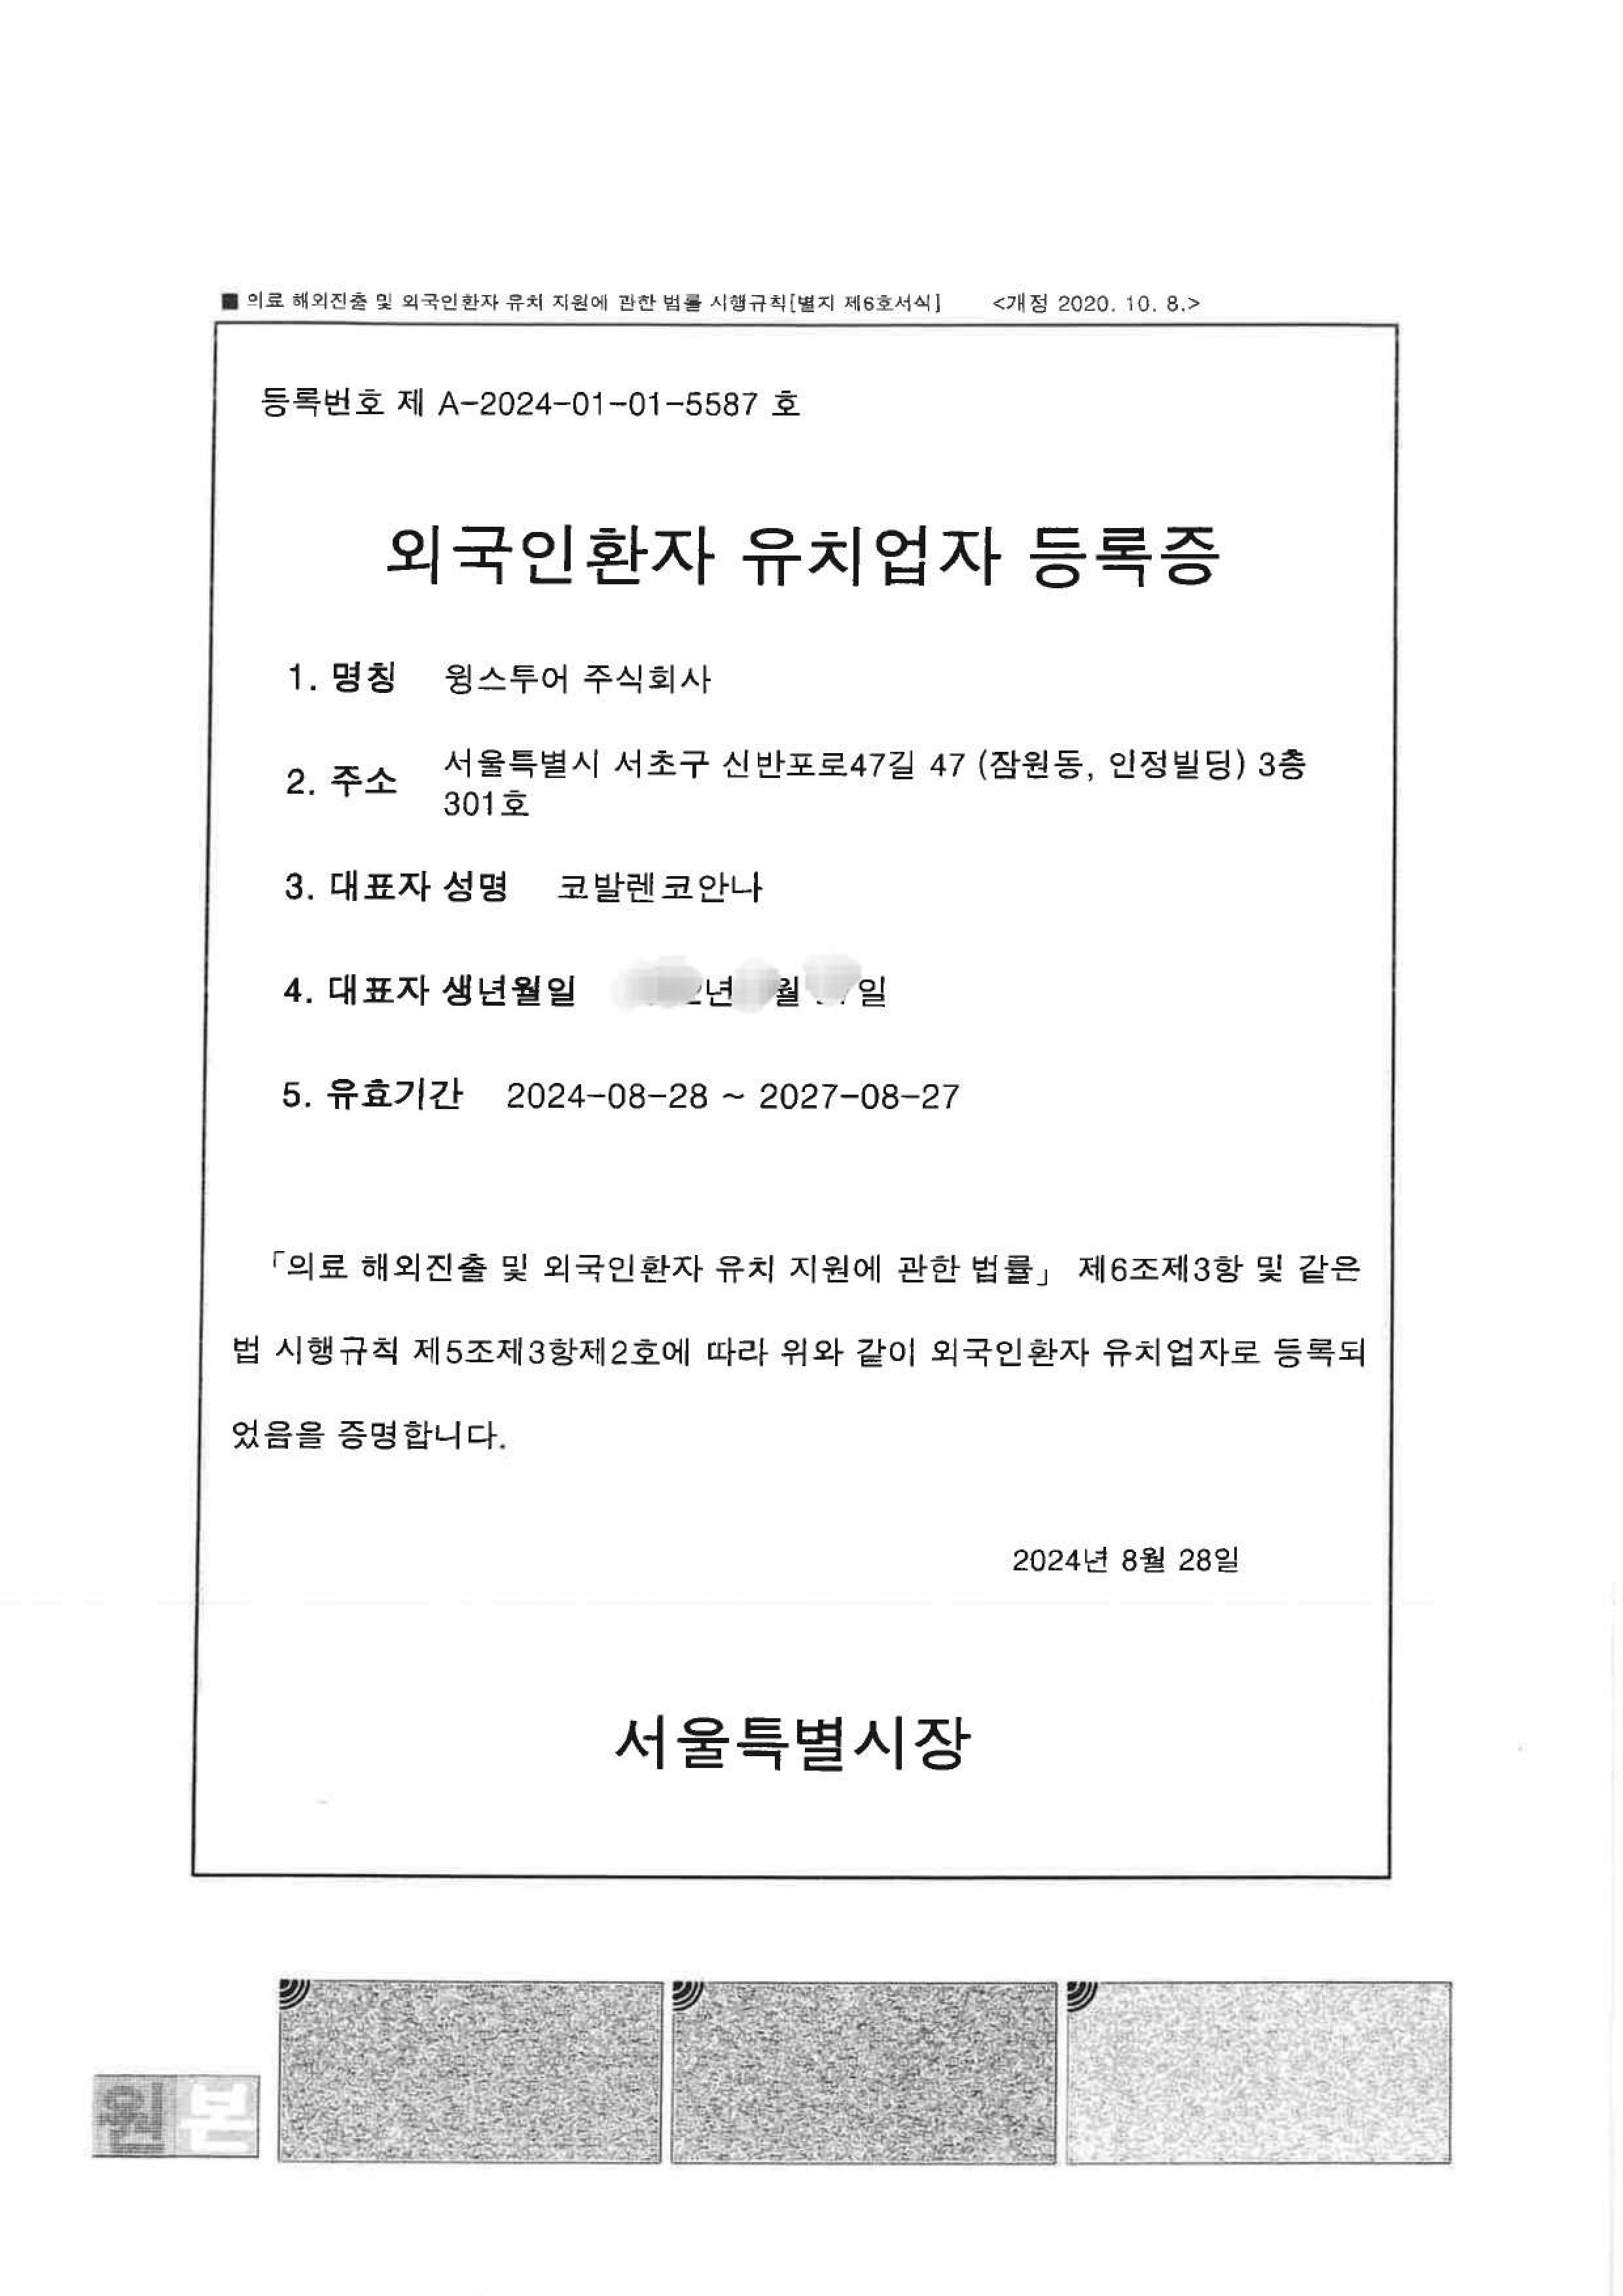 ■ 의료 해외진출 및 외국인환자 유치 지원에 관한 법률 시행규칙[별지 제6호서식] <개정 2020. 10. 8.>
등록번호 제 A-2024-01-01-5587 호
외국인환자 유치업자 등록증
1. 명칭 윙스투어 주식회사
2. 주소 서울특별시 서초구 신반포로47길 47 (잠원동, 인정빌딩) 3층
301호
3. 대표자 성명 코발렌코안나
4. 대표자 생년월일 년 월 일
5. 유효기간 2024-08-28 ~ 2027-08-27
「의료 해외진출 및 외국인환자 유치 지원에 관한 법률」 제6조제3항 및 같은
법 시행규칙 제5조제3항제2호에 따라 위와 같이 외국인환자 유치업자로 등록되
었음을 증명합니다.
2024년 8월 28일
서울특별시장
원본